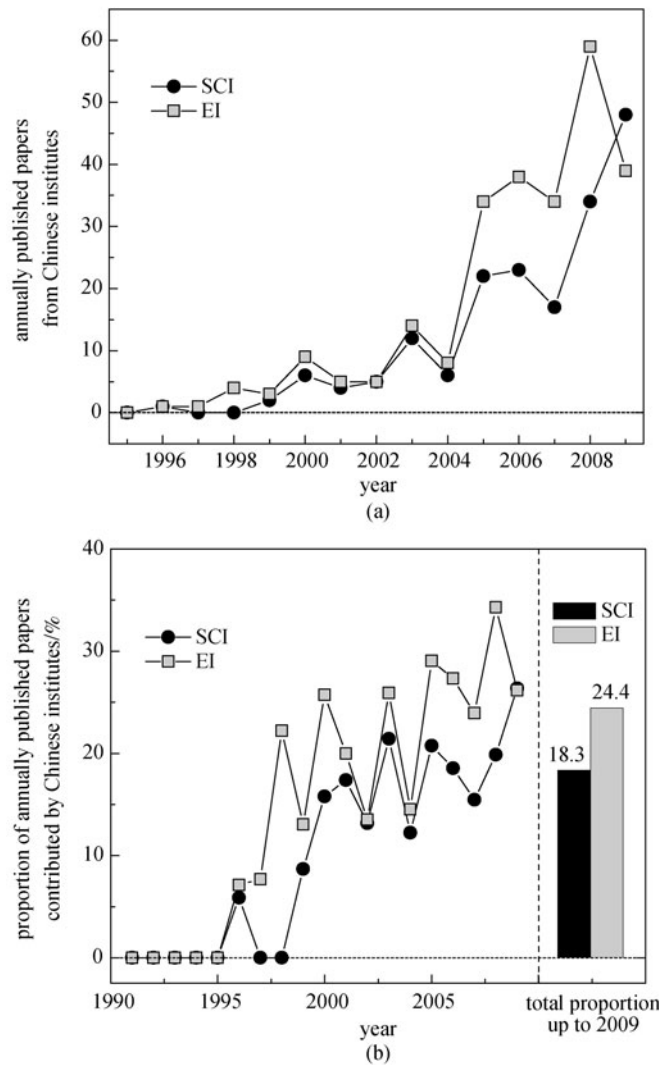 60
50
40
30
20
10
0
annually published papers
from Chinese institutes
SCI
EI
1996 1998 2000 2002 2004 2006 2008
year
(a)
40
30
20
10
0
proportion of annually published papers
contributed by Chinese institutes/%
SCI
EI
SCI
EI
18.3
24.4
1990 1995 2000 2005
total proportion
up to 2009
year
(b)